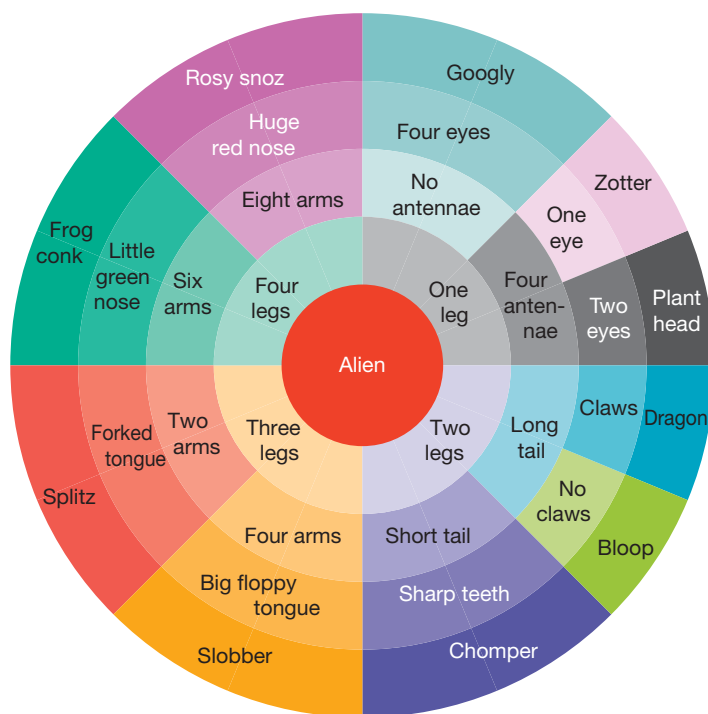 Rosy snoz
Googly
Huge
red nose
Four eyes
Eight arms
No
antennae
Zotter
One
eye
Frog
conk
Little
green
nose
Six
arms
Four
legs
One
leg
Four
anten-
nae
Two
eyes
Plant
head
Alien
Splitz
Forked
tongue
Two
arms
Three
legs
Two
legs
Long
tail
Claws
Dragon
No
claws
Bloop
Four arms
Short tail
Big floppy
tongue
Sharp teeth
Slobber
Chomper